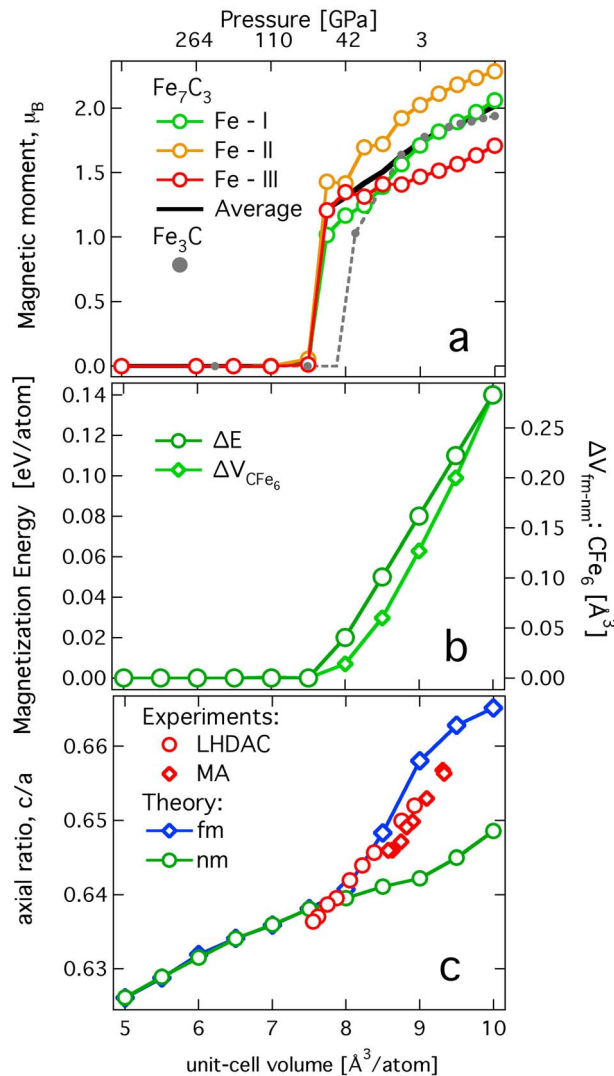 Pressure [GPa]
264 110 42 3
Magnetic moment, μB
2.0
1.5
1.0
0.5
0.0
Fe7C3
Fe - I
Fe - II
Fe - III
Average
Fe3C
a
Magnetization Energy [eV/atom]
0.14
0.12
0.10
0.08
0.06
0.04
0.02
0.00
ΔE
ΔVCFe6
b
0.25
0.20
0.15
0.10
0.05
0.00
ΔVfm-nm: CFe6 [Å3]
axial ratio, c/a
0.66
0.65
0.64
0.63
Experiments:
LHDAC
MA
Theory:
fm
nm
c
5 6 7 8 9 10
unit-cell volume [Å3/atom]